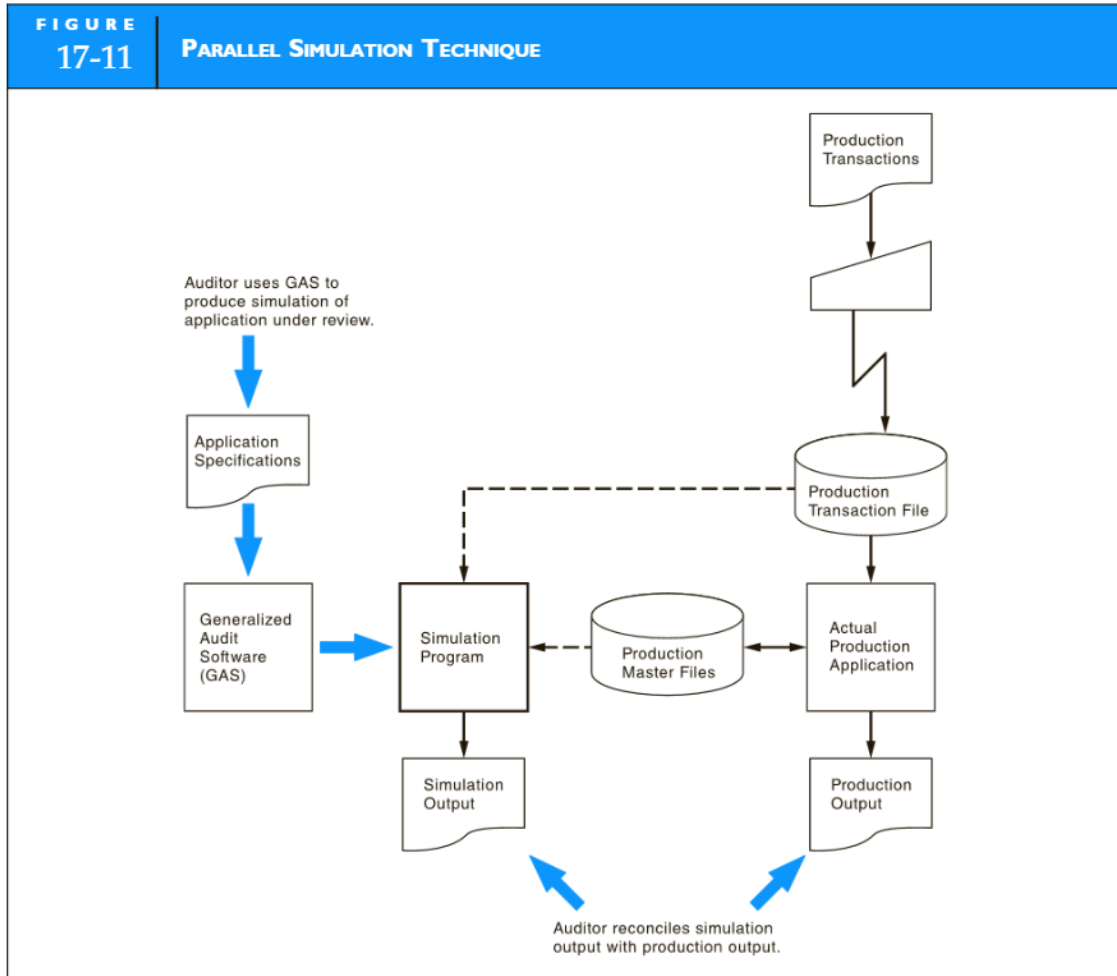 FIGURE
17-11
PARALLEL SIMULATION TECHNIQUE
Production
Transactions
Auditor uses GAS to
produce simulation of
application under review.
Application
Specifications
Production
Transaction File
Generalized
Audit
Software
(GAS)
Simulation
Program
Production
Master Files
Actual
Production
Application
Simulation
Output
Production
Output
Auditor reconciles simulation
output with production output.